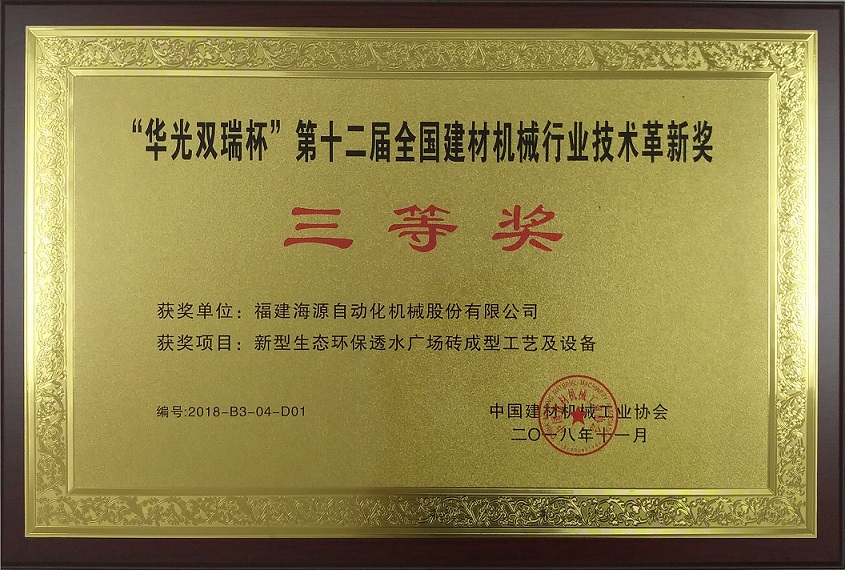 “华光双瑞杯”第十二届全国建材机械行业技术革新奖
三等奖
获奖单位：福建海源自动化机械股份有限公司
获奖项目：新型生态环保透水广场砖成型工艺及设备
编号:2018-B3-04-D01
中国建材机械工业协会
二〇一八年十一月